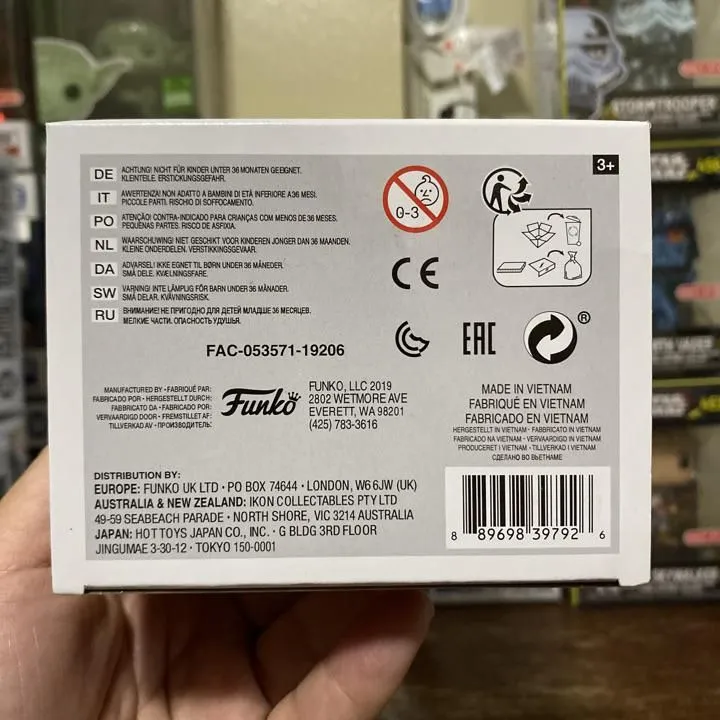 DE ACHTUNG! NICHT FÜR KINDER UNTER 36 MONATEN GEEIGNET.
KLEINTEILE. ERSTICKUNGSGEFAHR.
IT AWERTENZA! NON ADATTO A BAMBINI DI ETÀ INFERIORE A 36 MESI.
PICCOLE PARTI. RISCHIO DI SOFFOCAMENTO.
PO ATENÇÃO! CONTRA-INDICADO PARA CRIANÇAS COM MENOS DE 36 MESES.
PEQUENAS PARTES. RISCO DE ASFIXIA.
NL WAARSCHUWING! NIET GESCHIKT VOOR KINDEREN JONGER DAN 36 MAANDEN.
KLEINE ONDERDELEN. VERSTIKKINGSGEVAAR.
DA ADVARSEL! IKKE EGNET TIL BØRN UNDER 36 MÅNEDER.
SMÅ DELE. KVÆLNINGSFARE.
SW VARNING! INTE LÄMPLIG FÖR BARN UNDER 36 MÅNADER.
SMÅ DELAR. KVÄVNINGSRISK.
RU ВНИМАНИЕ! НЕ ПРИГОДНО ДЛЯ ДЕТЕЙ МЛАДШЕ 36 МЕСЯЦЕВ.
МЕЛКИЕ ЧАСТИ. ОПАСНОСТЬ УДУШЬЯ.
0-3
3+
CE
EAC
®
FAC-053571-19206
MANUFACTURED BY • FABRIQUÉ PAR:
FABRICADO POR • HERGESTELLT DURCH:
FABBRICATO DA • FABRICADO POR:
VERVAARDIGD DOOR • FREMSTILLET AF:
TILLVERKAD AV • ПРОИЗВОДИТЕЛЬ:
Funko
FUNKO, LLC 2019
2802 WETMORE AVE
EVERETT, WA 98201
(425) 783-3616
MADE IN VIETNAM
FABRIQUÉ EN VIETNAM
FABRICADO EN VIETNAM
HERGESTELLT IN VIETNAM • FABBRICATO IN VIETNAM
FABRICADO NA VIETNAM • VERVAARDIGD IN VIETNAM
PRODUCERET I VIETNAM • TILLVERKAD I VIETNAM
СДЕЛАНО ВО ВЬЕТНАМЕ
DISTRIBUTION BY:
EUROPE: FUNKO UK LTD • PO BOX 74644 • LONDON, W6 6JW (UK)
AUSTRALIA & NEW ZEALAND: IKON COLLECTABLES PTY LTD
49-59 SEABEACH PARADE • NORTH SHORE, VIC 3214 AUSTRALIA
JAPAN: HOT TOYS JAPAN CO., INC. • G BLDG 3RD FLOOR
JINGUMAE 3-30-12 • TOKYO 150-0001
8 89698 39792 6
STORMTROOPER